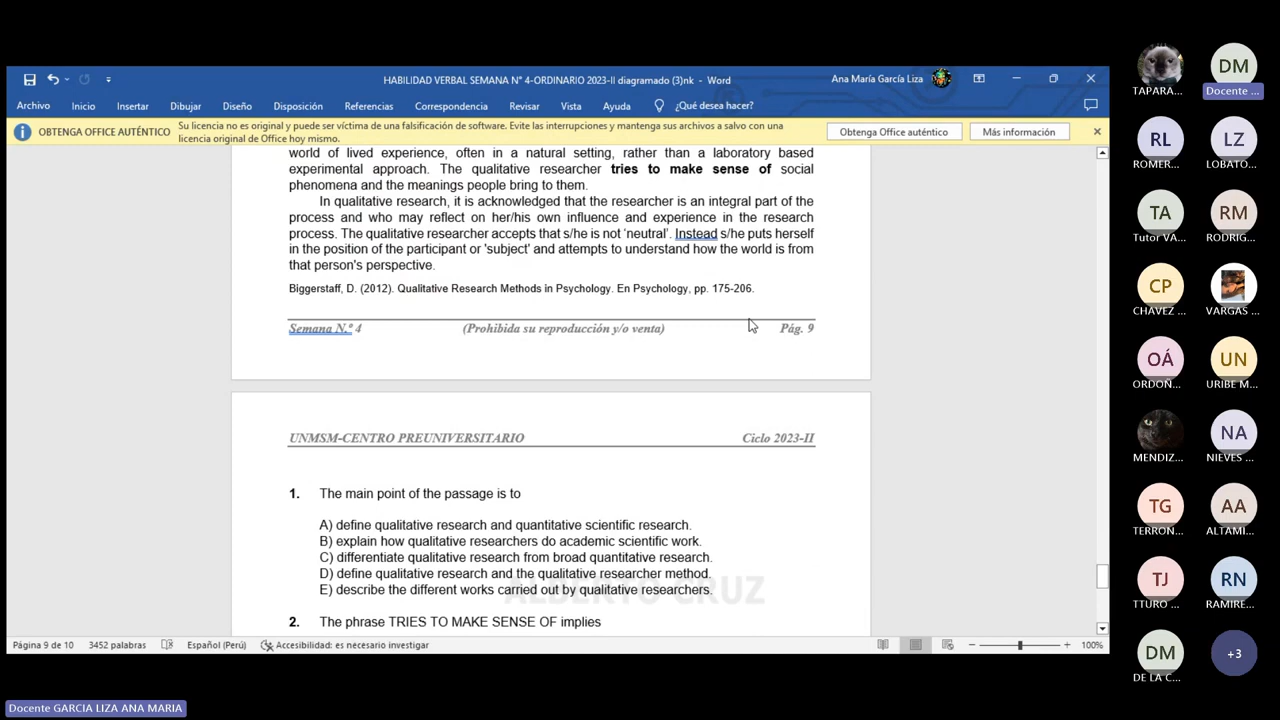 HABILIDAD VERBAL SEMANA N° 4-ORDINARIO 2023-II diagramado (3)nk - Word
Ana María García Liza
Archivo Inicio Insertar Dibujar Diseño Disposición Referencias Correspondencia Revisar Vista Ayuda ¿Qué desea hacer?
OBTENGA OFFICE AUTÉNTICO Su licencia no es original y puede ser víctima de una falsificación de software. Evite las interrupciones y mantenga sus archivos a salvo con una
licencia original de Office hoy mismo.
Obtenga Office auténtico Más información
world of lived experience, often in a natural setting, rather than a laboratory based
experimental approach. The qualitative researcher tries to make sense of social
phenomena and the meanings people bring to them.
In qualitative research, it is acknowledged that the researcher is an integral part of the
process and who may reflect on her/his own influence and experience in the research
process. The qualitative researcher accepts that s/he is not ‘neutral’. Instead s/he puts herself
in the position of the participant or 'subject' and attempts to understand how the world is from
that person's perspective.
Biggerstaff, D. (2012). Qualitative Research Methods in Psychology. En Psychology, pp. 175-206.
Semana N.º 4 (Prohibida su reproducción y/o venta) Pág. 9
UNMSM-CENTRO PREUNIVERSITARIO Ciclo 2023-II
1. The main point of the passage is to
A) define qualitative research and quantitative scientific research.
B) explain how qualitative researchers do academic scientific work.
C) differentiate qualitative research from broad quantitative research.
D) define qualitative research and the qualitative researcher method.
E) describe the different works carried out by qualitative researchers.
ALBERTO CRUZ
2. The phrase TRIES TO MAKE SENSE OF implies
Página 9 de 10 3452 palabras Español (Perú) Accesibilidad: es necesario investigar 100%
Docente GARCIA LIZA ANA MARIA
TAPARA...
DM
Docente ...
RL
ROMER...
LZ
LOBATO...
TA
Tutor VA...
RM
RODRIG...
CP
CHAVEZ ...
VARGAS ...
OÁ
ORDOÑ...
UN
URIBE M...
MENDIZ...
NA
NIEVES ...
TG
TERRON...
AA
ALTAMI...
TJ
TTURO ...
RN
RAMIRE...
DM
DE LA C...
+3